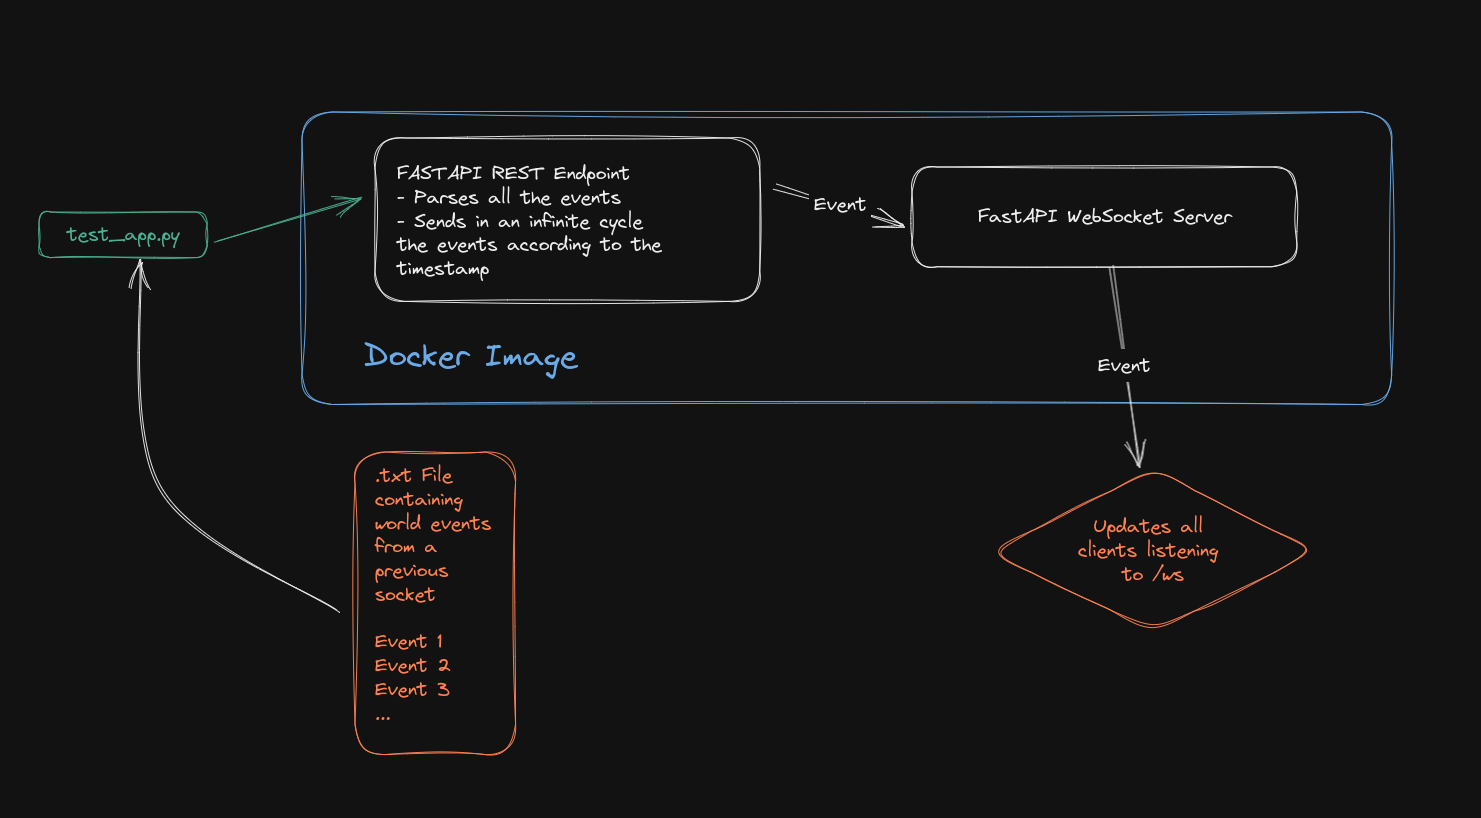 FASTAPI REST Endpoint
- Parses all the events
- Sends in an infinite cycle
the events according to the
timestamp
Event
FastAPI WebSocket Server
test_app.py
Docker Image
Event
.txt File
containing
world events
from a
previous
socket
Event 1
Event 2
Event 3
...
Updates all
clients listening
to /ws